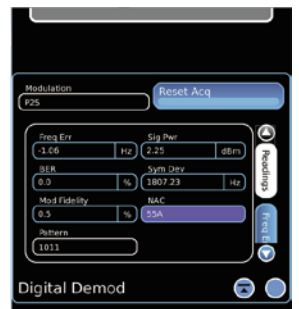 Modulation
P25
Reset Acq
Freq Err
-1.06 Hz
Sig Pwr
2.25 dBm
BER
0.0 %
Sym Dev
1807.23 Hz
Mod Fidelity
0.5 %
NAC
55A
Pattern
1011
Readings
Freq E
Digital Demod